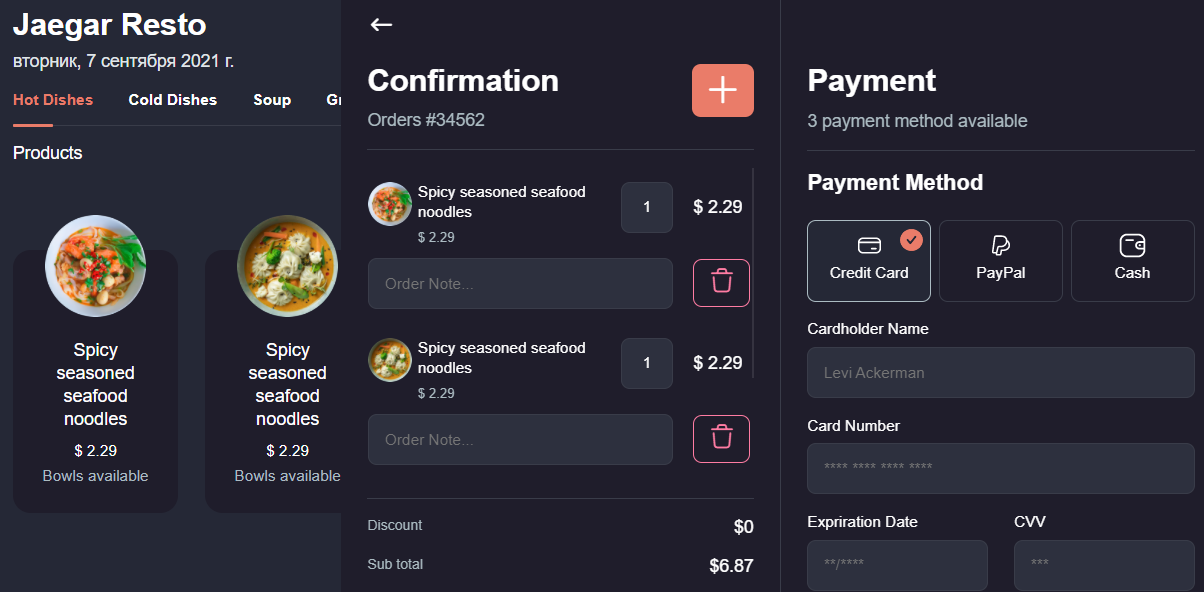 Jaegar Resto
вторник, 7 сентября 2021 г.
Hot Dishes Cold Dishes Soup
Products
Spicy
seasoned
seafood
noodles
$ 2.29
Bowls available
Spicy
seasoned
seafood
noodles
$ 2.29
Bowls available
Confirmation
Orders #34562
Spicy seasoned seafood
noodles
$ 2.29
1
$ 2.29
Order Note...
Spicy seasoned seafood
noodles
$ 2.29
1
$ 2.29
Order Note...
Discount $0
Sub total $6.87
Payment
3 payment method available
Payment Method
Credit Card
PayPal
Cash
Cardholder Name
Levi Ackerman
Card Number
**** **** **** ****
Expriration Date
**/****
CVV
***